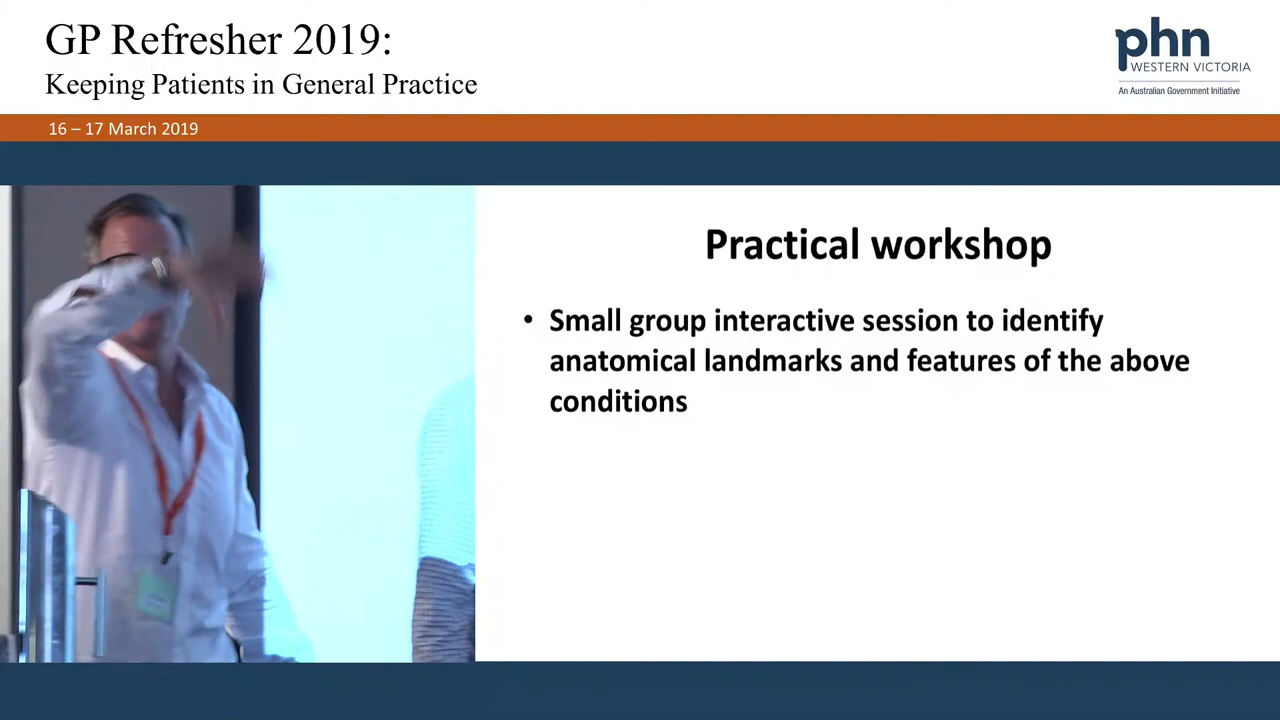 GP Refresher 2019:
Keeping Patients in General Practice
phn
WESTERN VICTORIA
An Australian Government Initiative
16 – 17 March 2019
Practical workshop
• Small group interactive session to identify
anatomical landmarks and features of the above
conditions